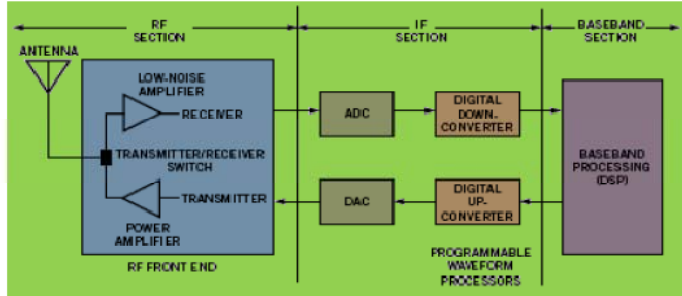 RF
SECTION
IF
SECTION
BASEBAND
SECTION
ANTENNA
LOW-NOISE
AMPLIFIER
RECEIVER
TRANSMITTER/RECEIVER
SWITCH
TRANSMITTER
POWER
AMPLIFIER
RF FRONT END
ADC
DIGITAL
DOWN-
CONVERTER
DAC
DIGITAL
UP-
CONVERTER
PROGRAMMABLE
WAVEFORM
PROCESSORS
BASEBAND
PROCESSING
(DSP)